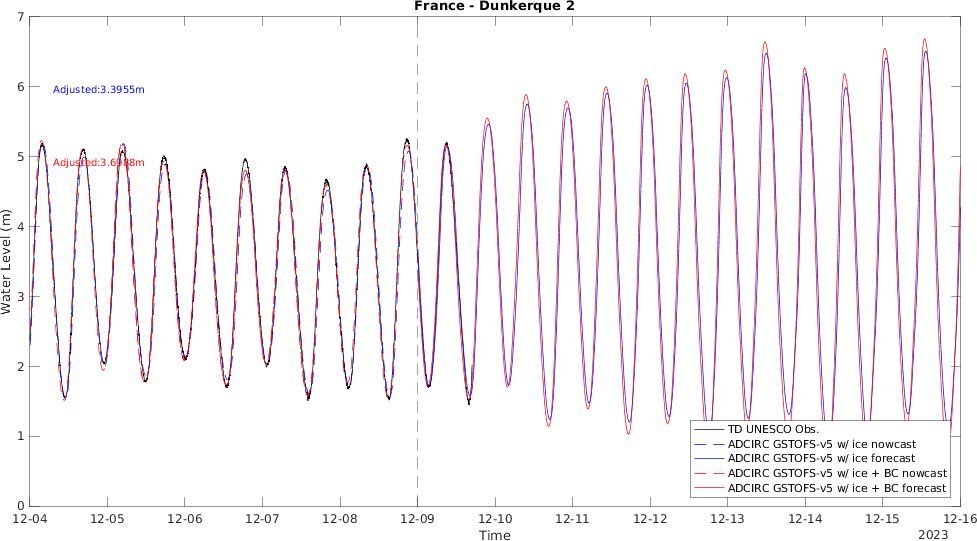 France - Dunkerque 2
7
6
5
4
3
2
1
0
Water Level (m)
Adjusted:3.3955m
Adjusted:3.6988m
TD UNESCO Obs.
ADCIRC GSTOFS-v5 w/ ice nowcast
ADCIRC GSTOFS-v5 w/ ice forecast
ADCIRC GSTOFS-v5 w/ ice + BC nowcast
ADCIRC GSTOFS-v5 w/ ice + BC forecast
12-04 12-05 12-06 12-07 12-08 12-09 12-10 12-11 12-12 12-13 12-14 12-15 12-16
Time
2023